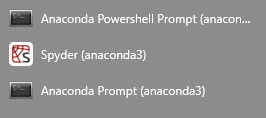 Anaconda Powershell Prompt (anacon...
Spyder (anaconda3)
Anaconda Prompt (anaconda3)